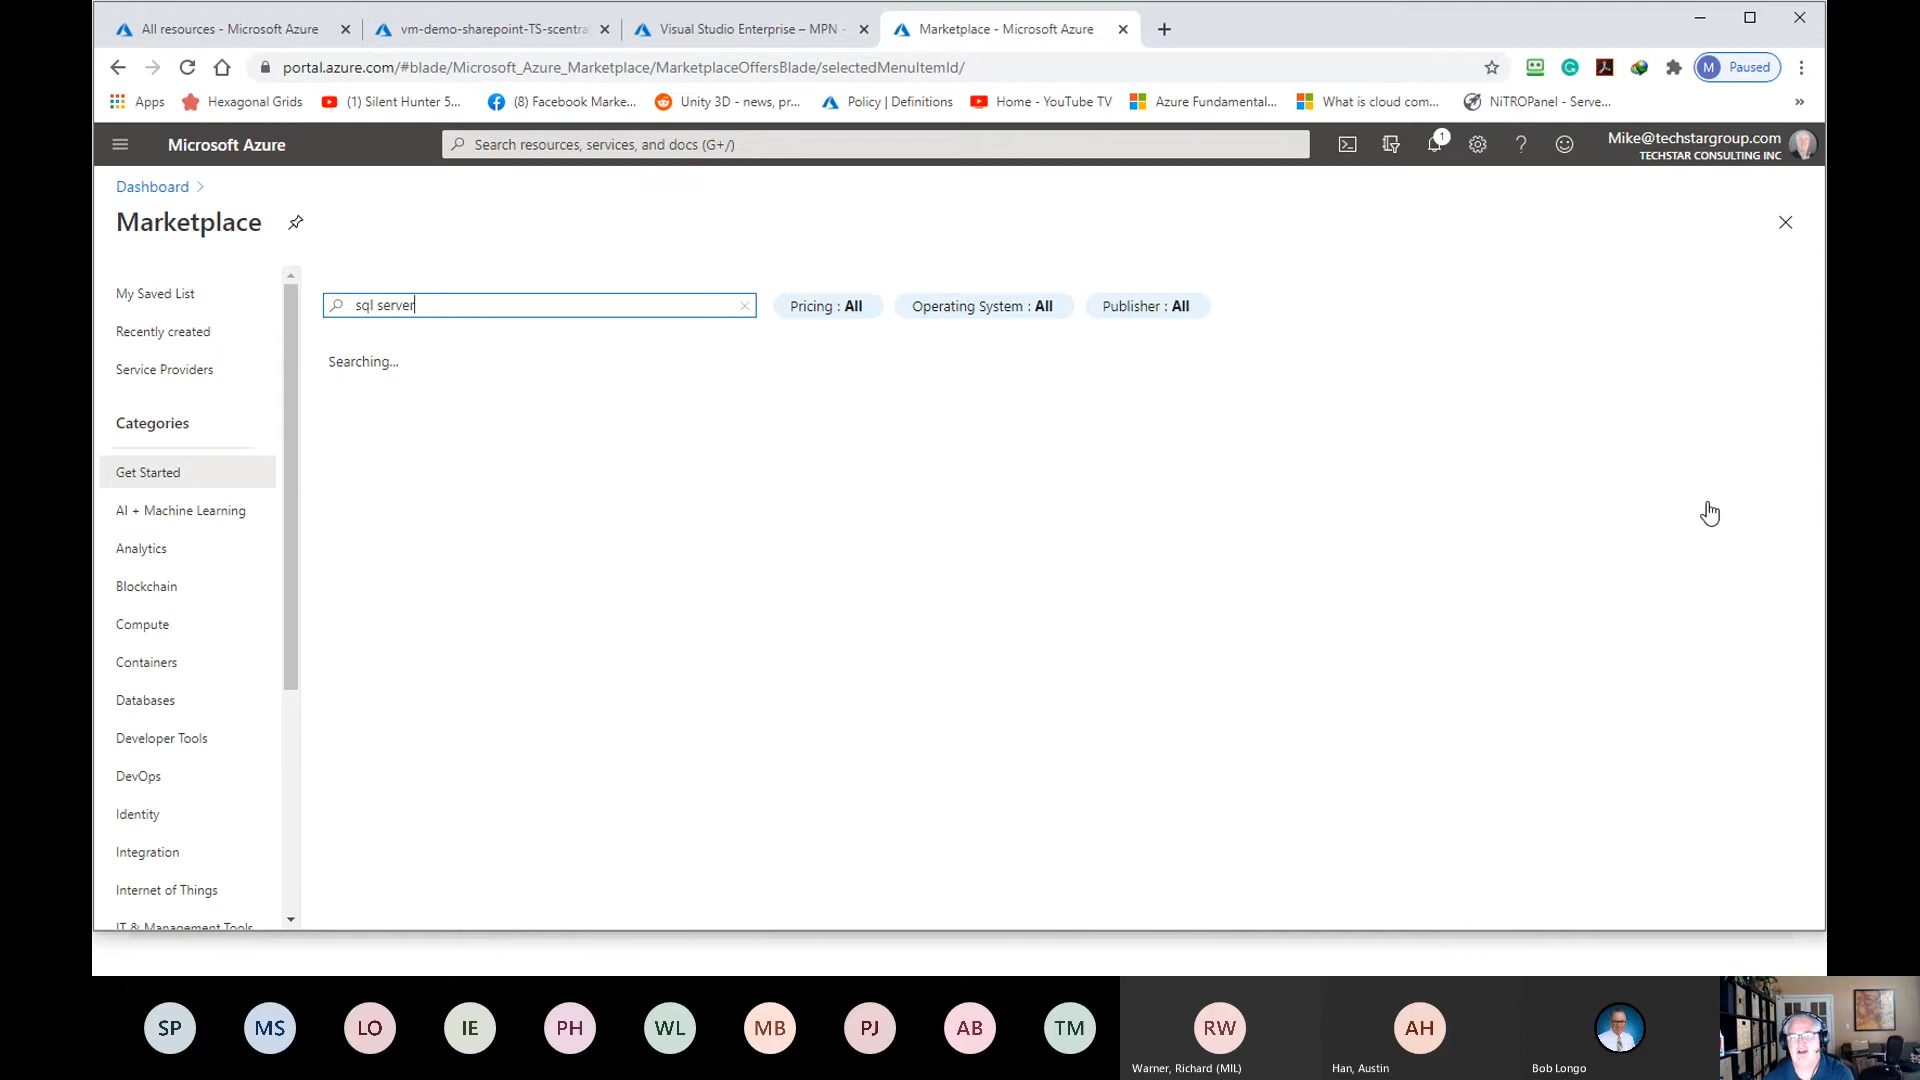 All resources - Microsoft Azure
vm-demo-sharepoint-TS-scentra
Visual Studio Enterprise – MPN -
Marketplace - Microsoft Azure
portal.azure.com/#blade/Microsoft_Azure_Marketplace/MarketplaceOffersBlade/selectedMenuItemId/
M Paused
Apps
Hexagonal Grids
(1) Silent Hunter 5...
(8) Facebook Marke...
Unity 3D - news, pr...
Policy | Definitions
Home - YouTube TV
Azure Fundamental...
What is cloud com...
NiTROPanel - Serve...
»
Microsoft Azure
Search resources, services, and docs (G+/)
1
Mike@techstargroup.com
TECHSTAR CONSULTING INC
Dashboard
Marketplace
My Saved List
Recently created
Service Providers
Categories
Get Started
AI + Machine Learning
Analytics
Blockchain
Compute
Containers
Databases
Developer Tools
DevOps
Identity
Integration
Internet of Things
IT & Management Tools
sql server
Pricing : All
Operating System : All
Publisher : All
Searching...
SP
MS
LO
IE
PH
WL
MB
PJ
AB
TM
RW
Warner, Richard (MIL)
AH
Han, Austin
Bob Longo